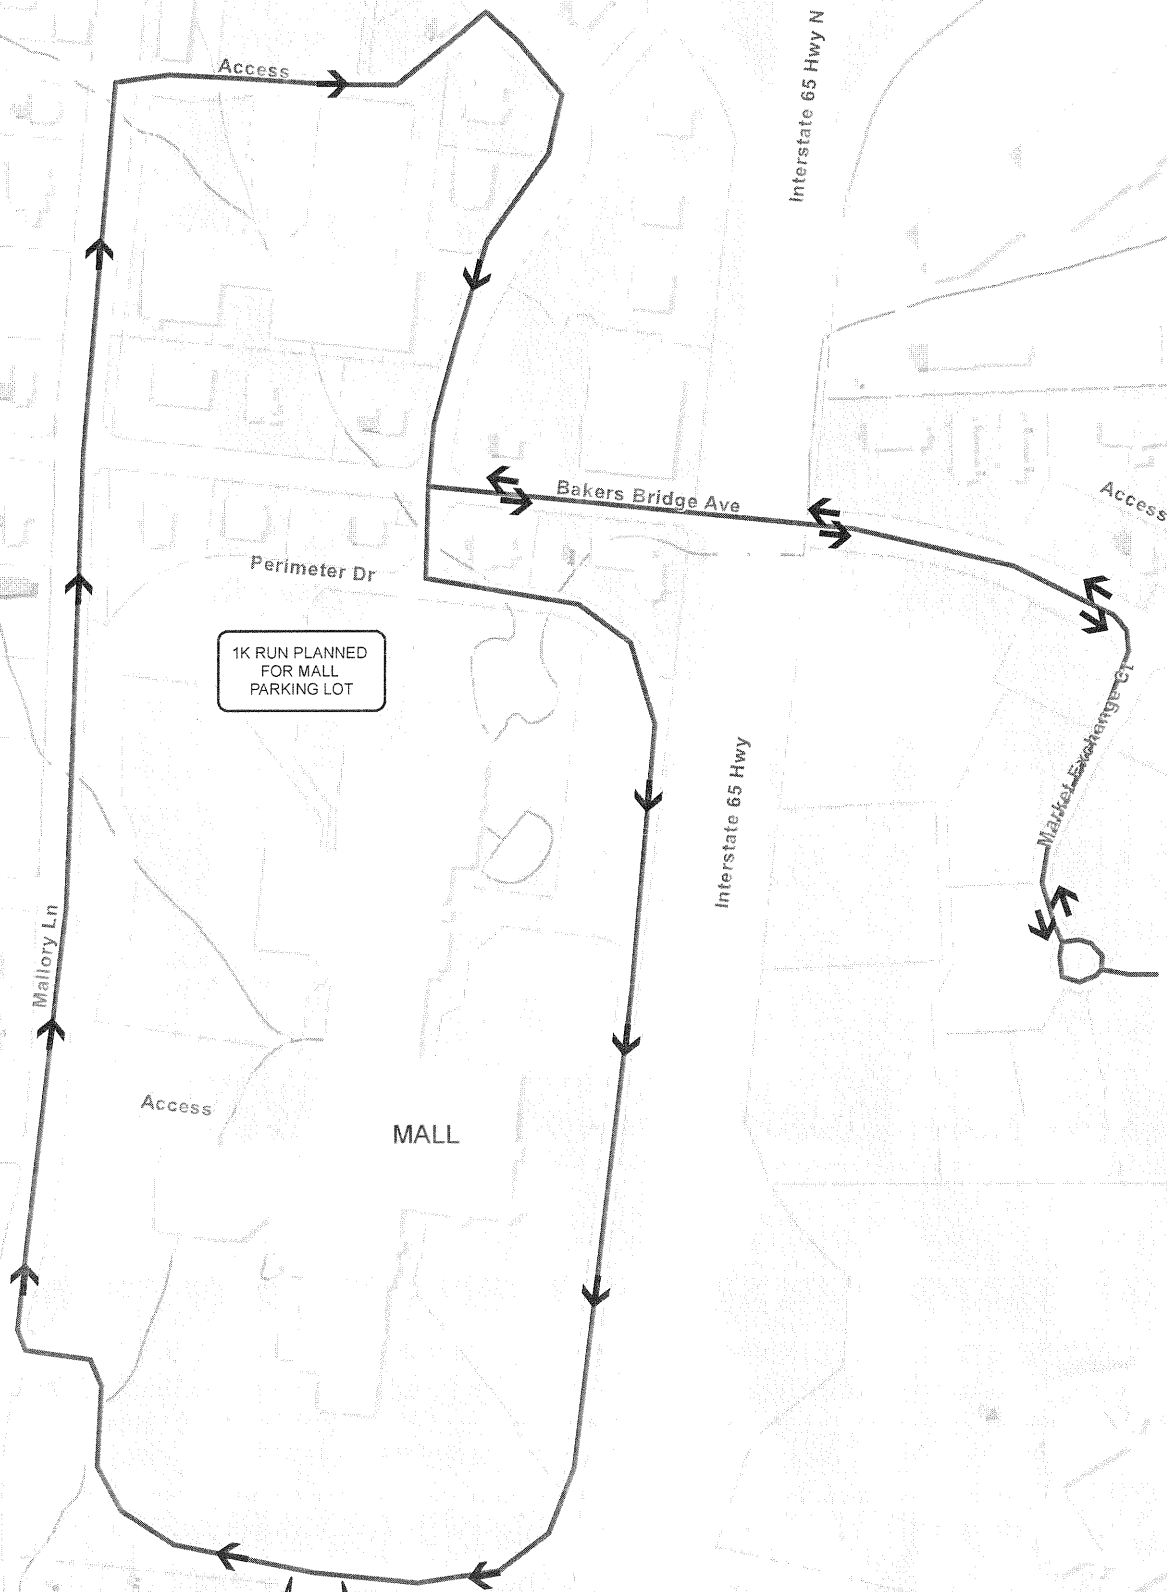 Access
Interstate 65 Hwy N
Bakers Bridge Ave
Access
Perimeter Dr
1K RUN PLANNED
FOR MALL
PARKING LOT
Market Exchange Ct
Interstate 65 Hwy
Mallory Ln
Access
MALL